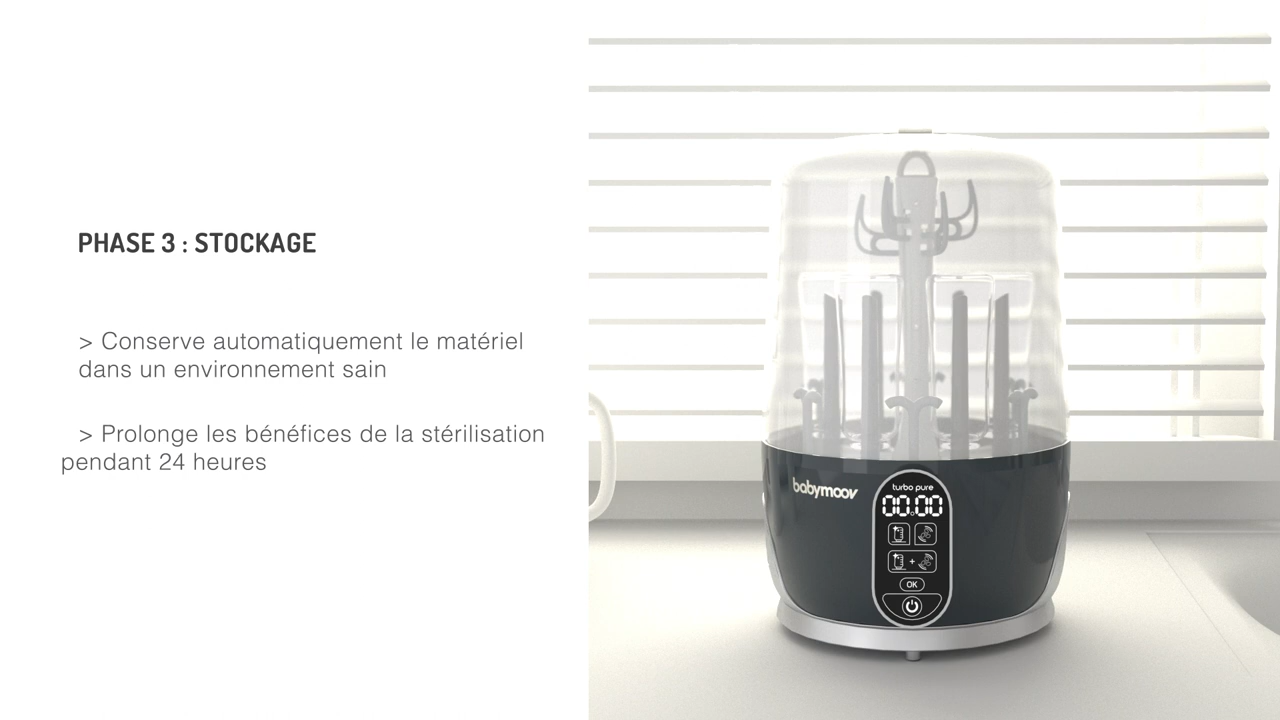 PHASE 3 : STOCKAGE
> Conserve automatiquement le matériel
dans un environnement sain
> Prolonge les bénéfices de la stérilisation
pendant 24 heures
babymoov
turbo pure
00.00
+
OK